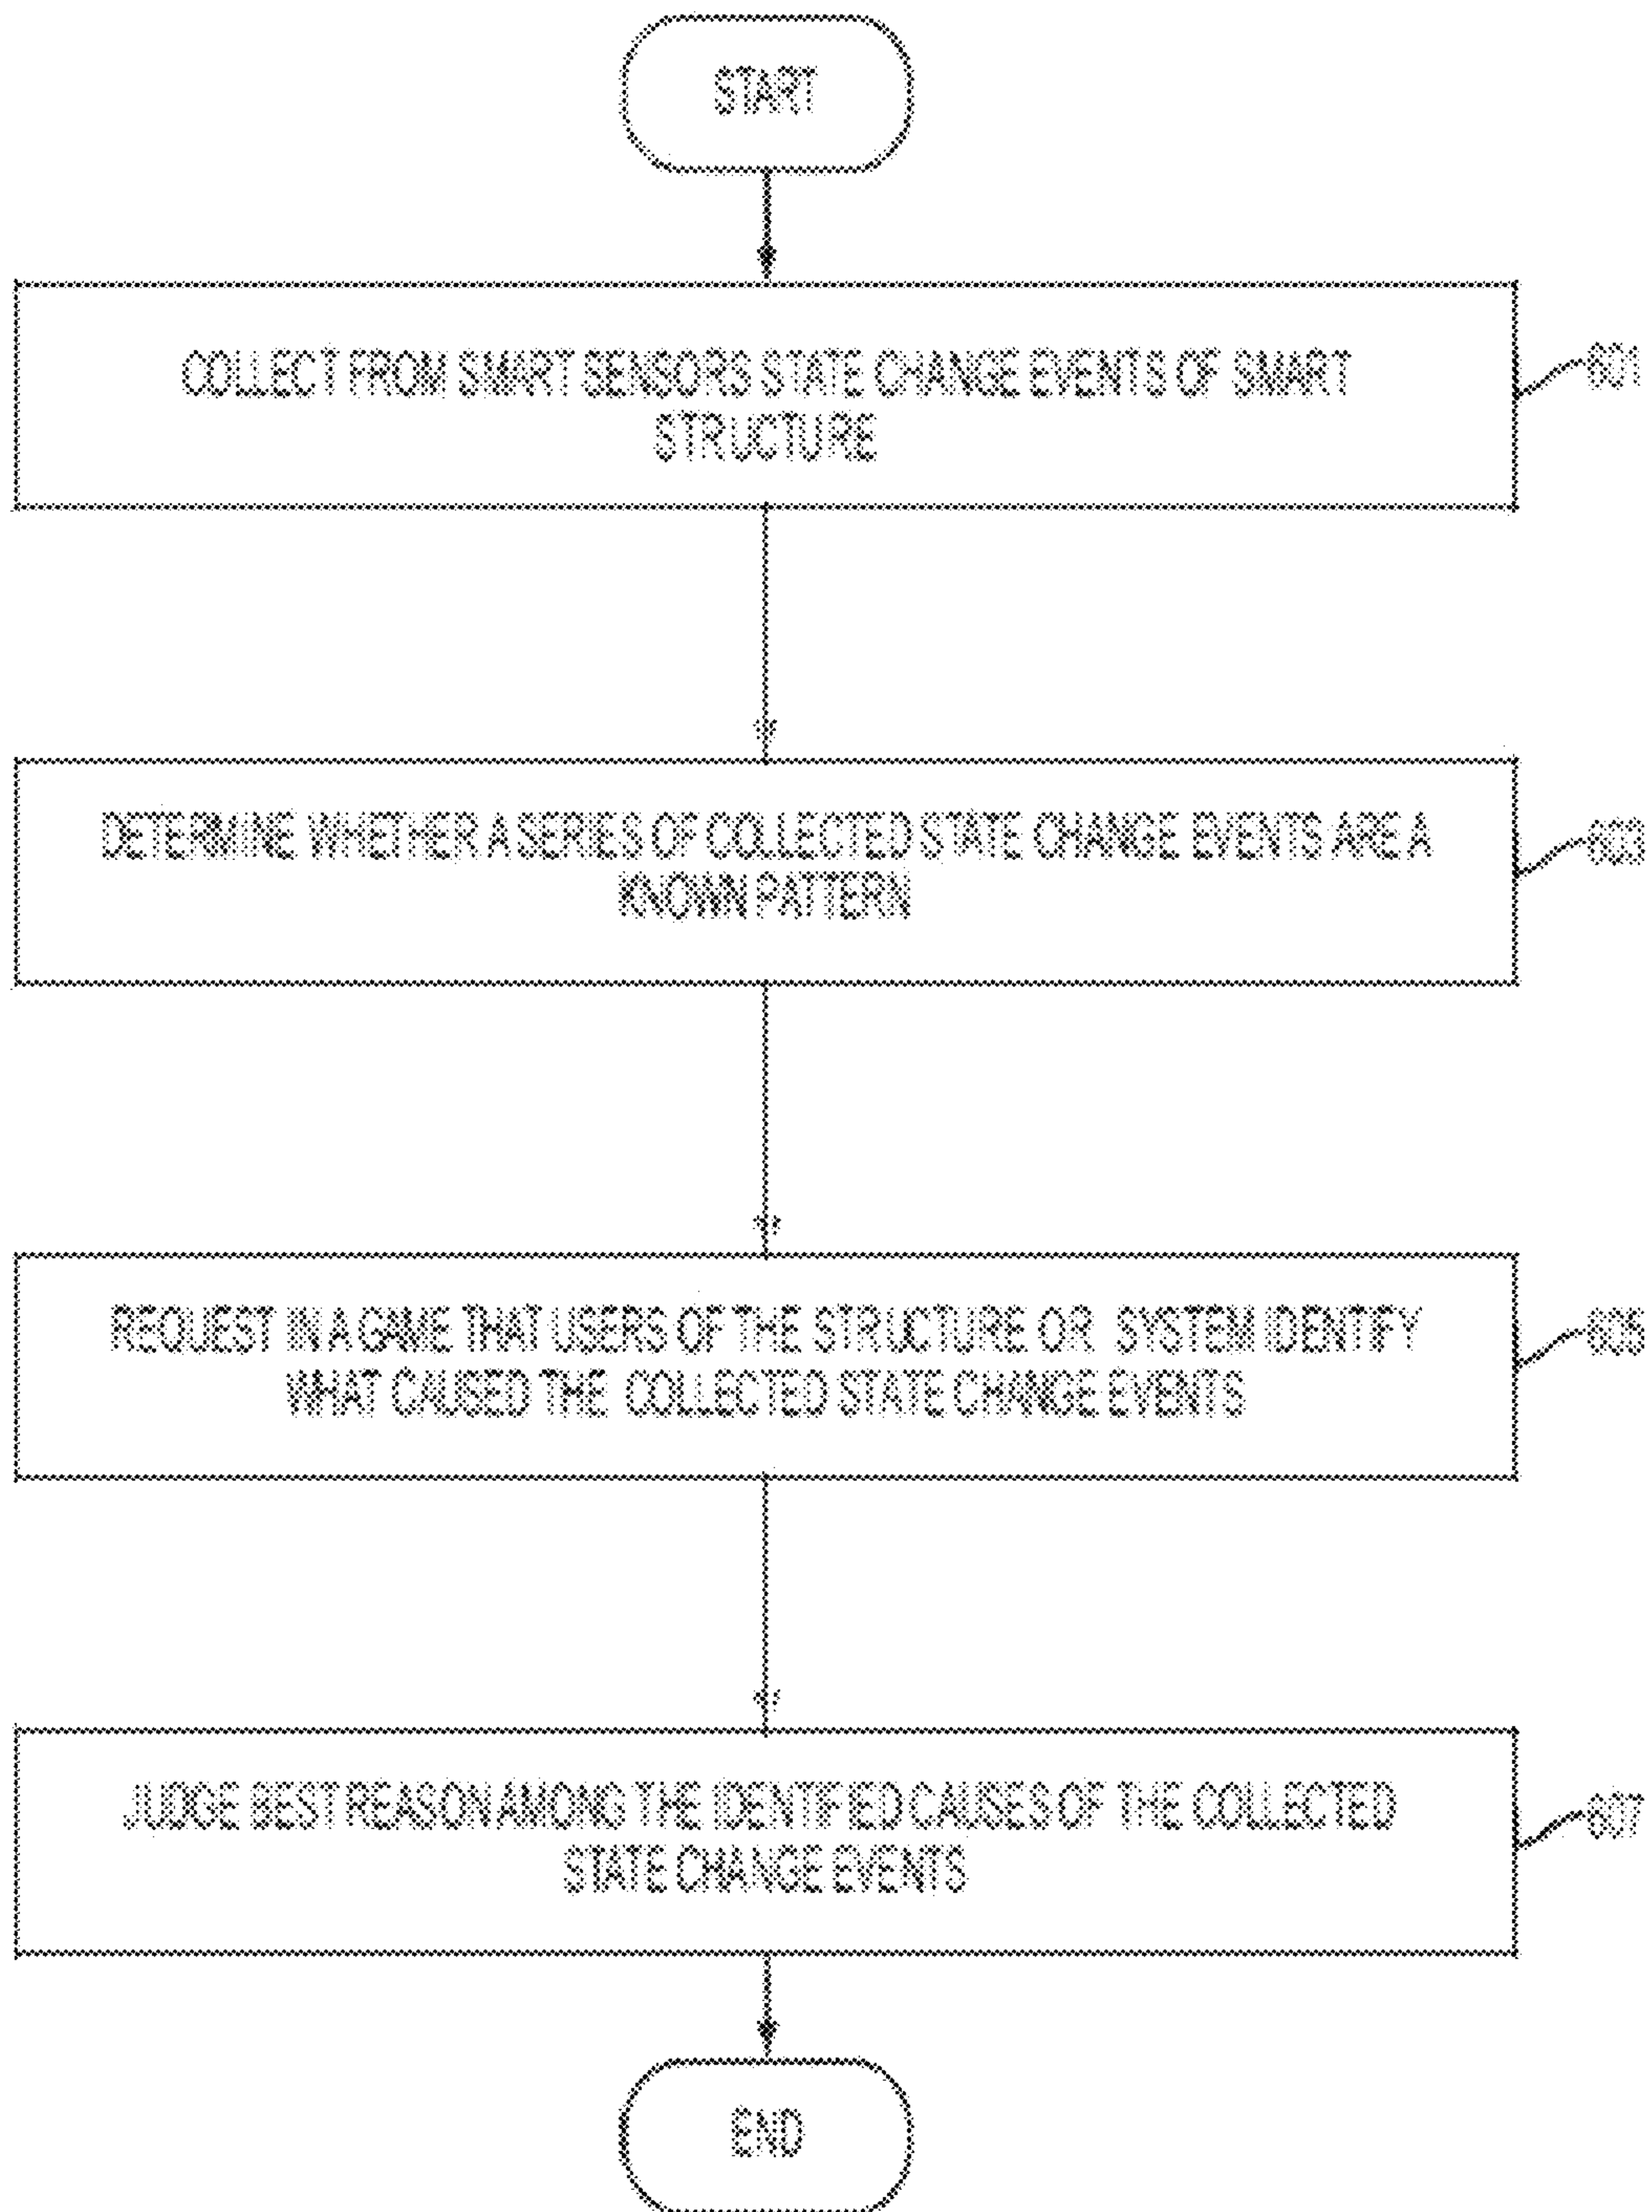 START
COLLECT FROM SMART SENSORS STATE CHANGE EVENTS OF SMART
STRUCTURE
601
DETERMINE WHETHER A SERIES OF COLLECTED STATE CHANGE EVENTS ARE A
KNOWN PATTERN
603
REQUEST IN A GAME THAT USERS OF THE STRUCTURE OR SYSTEM IDENTIFY
WHAT CAUSED THE COLLECTED STATE CHANGE EVENTS
605
JUDGE BEST REASON AMONG THE IDENTIFIED CAUSES OF THE COLLECTED
STATE CHANGE EVENTS
607
END